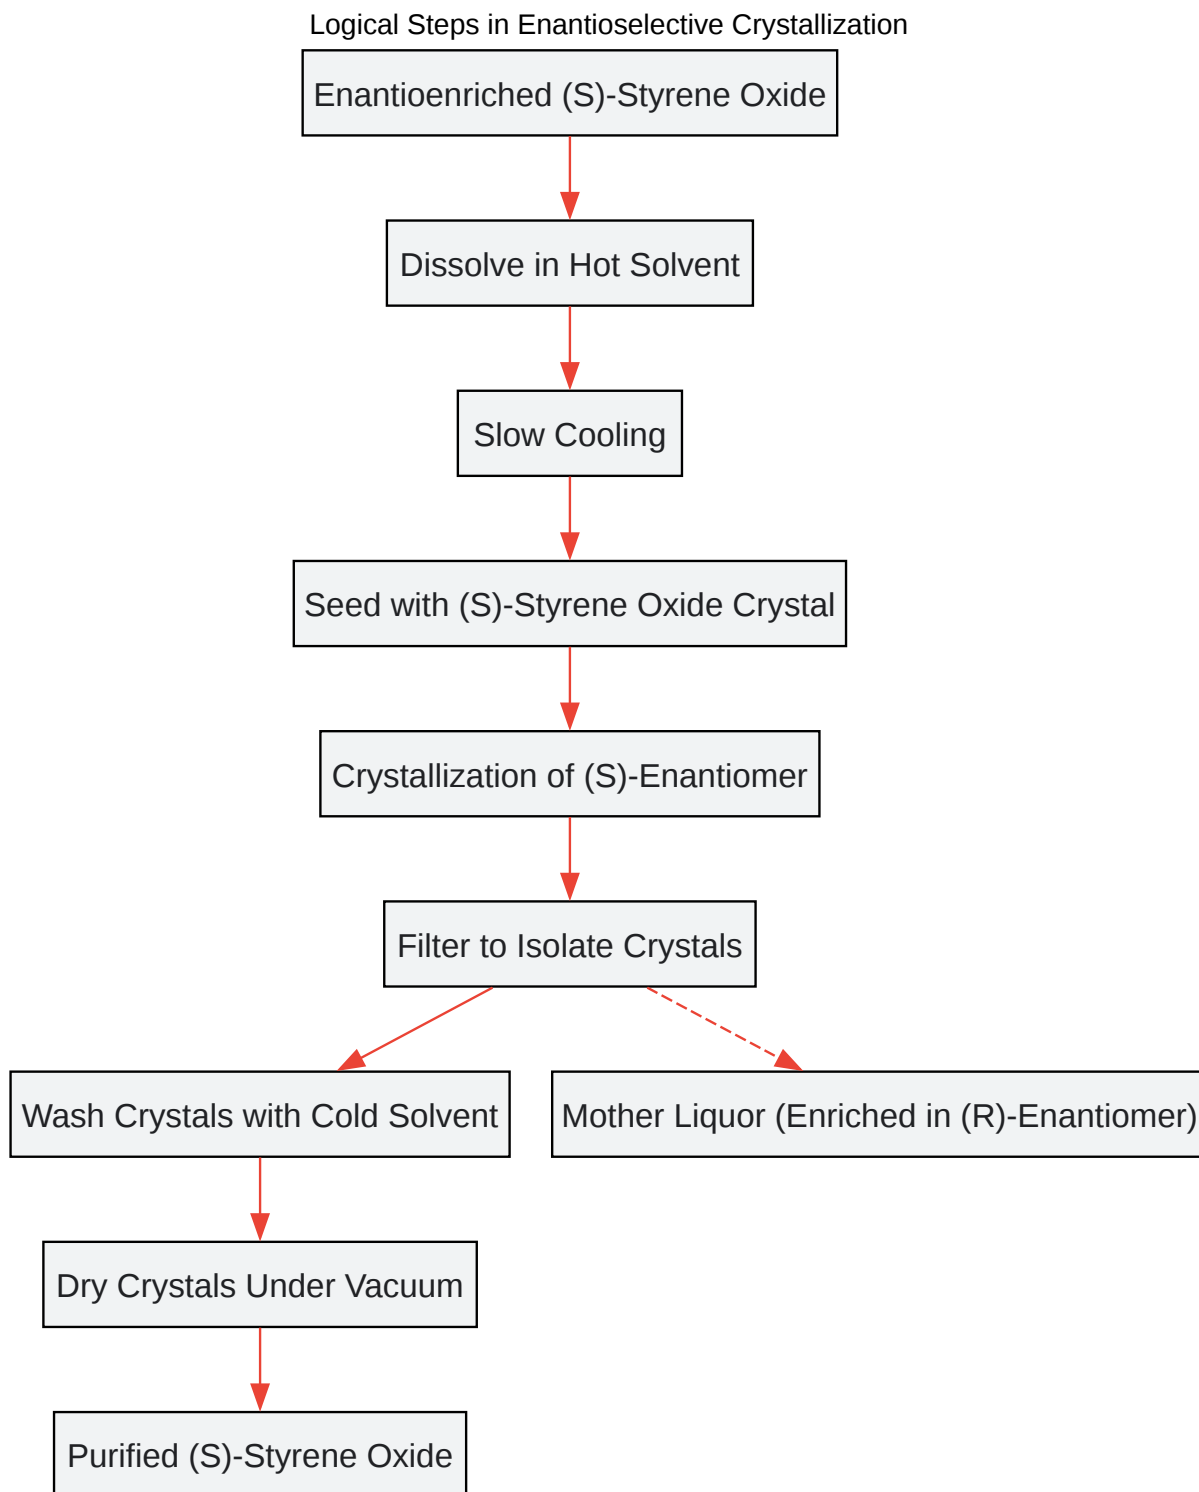 Logical Steps in Enantioselective Crystallization
Enantioenriched (S)-Styrene Oxide
Dissolve in Hot Solvent
Slow Cooling
Seed with (S)-Styrene Oxide Crystal
Crystallization of (S)-Enantiomer
Filter to Isolate Crystals
Wash Crystals with Cold Solvent
Mother Liquor (Enriched in (R)-Enantiomer)
Dry Crystals Under Vacuum
Purified (S)-Styrene Oxide